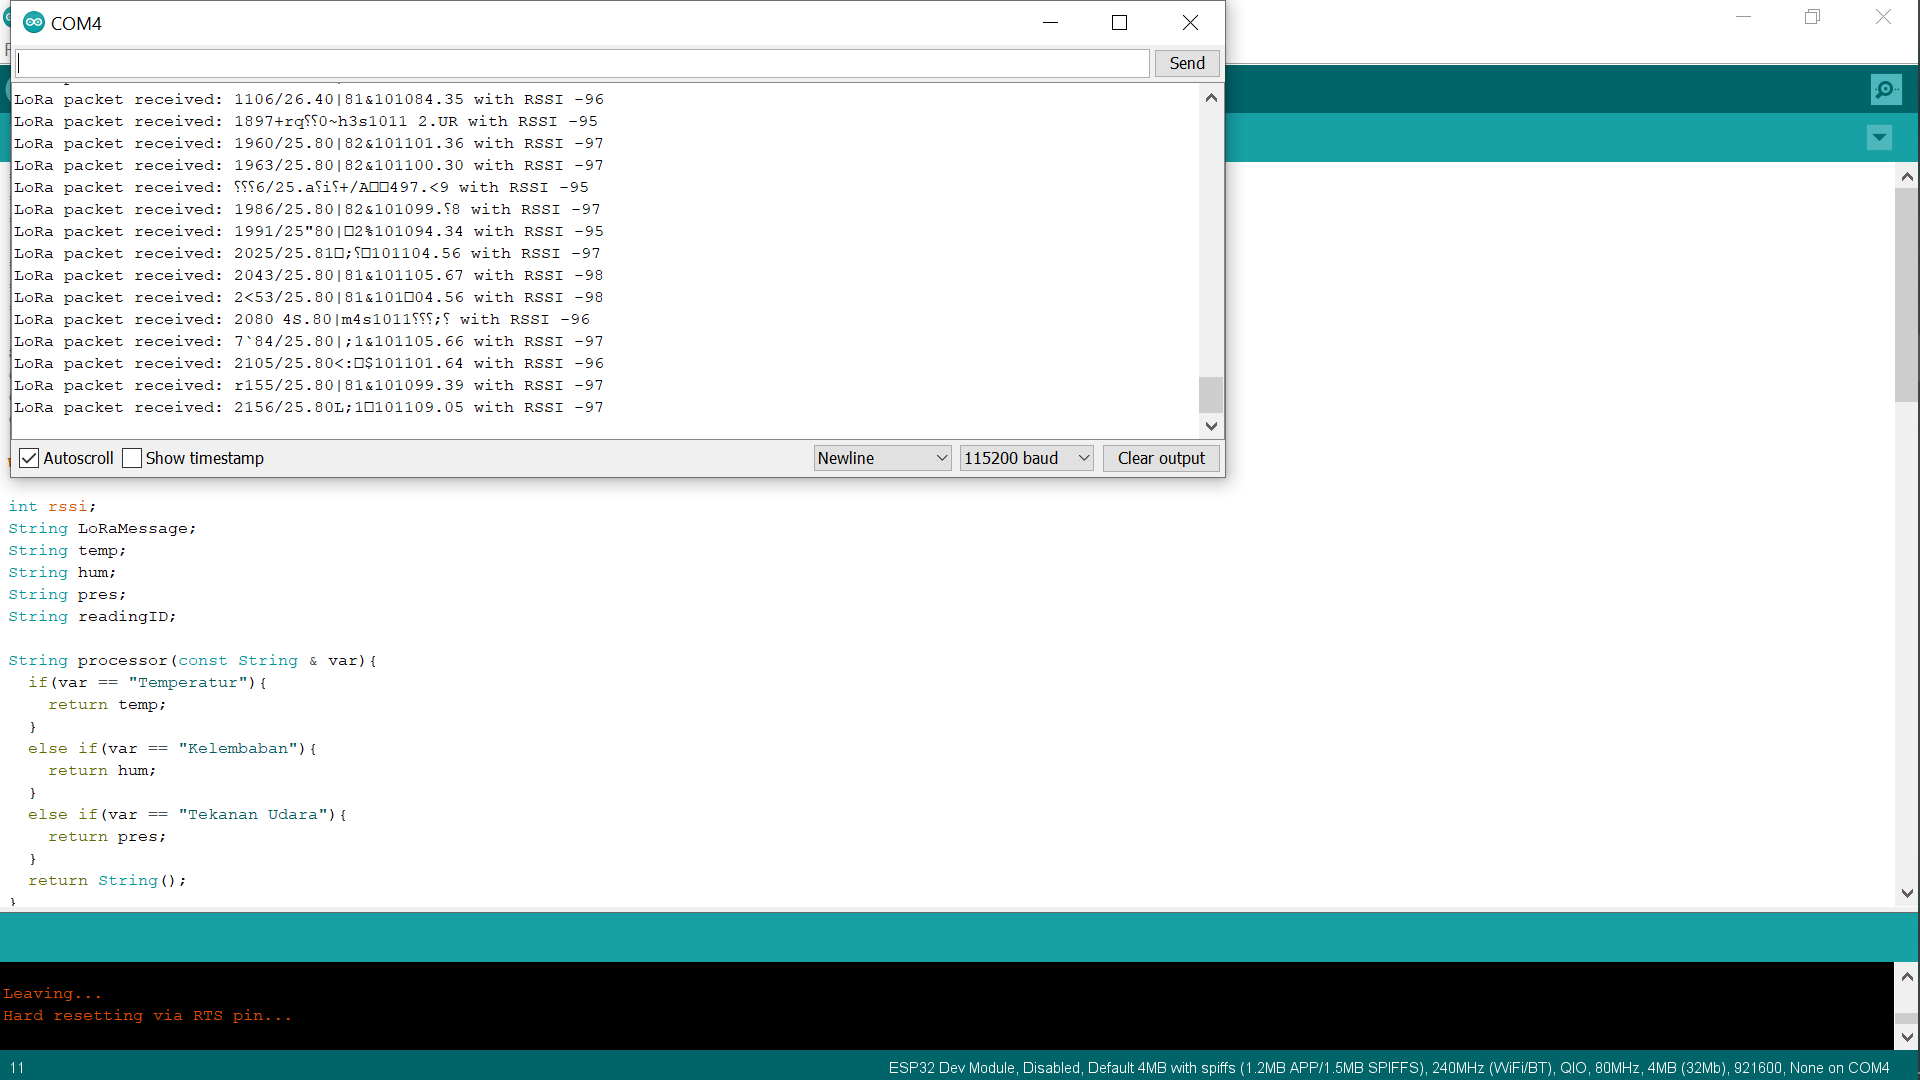 COM4
Send
LoRa packet received: 1106/26.40|81&101084.35 with RSSI -96
LoRa packet received: 1897+rq⸮⸮0~h3s1011 2.UR with RSSI -95
LoRa packet received: 1960/25.80|82&101101.36 with RSSI -97
LoRa packet received: 1963/25.80|82&101100.30 with RSSI -97
LoRa packet received: ⸮⸮⸮6/25.a⸮i⸮+/A□□497.<9 with RSSI -95
LoRa packet received: 1986/25.80|82&101099.⸮8 with RSSI -97
LoRa packet received: 1991/25"80|□2%101094.34 with RSSI -95
LoRa packet received: 2025/25.81□;⸮□101104.56 with RSSI -97
LoRa packet received: 2043/25.80|81&101105.67 with RSSI -98
LoRa packet received: 2<53/25.80|81&101□04.56 with RSSI -98
LoRa packet received: 2080 4S.80|m4s1011⸮⸮⸮;⸮ with RSSI -96
LoRa packet received: 7`84/25.80|;1&101105.66 with RSSI -97
LoRa packet received: 2105/25.80<:□$101101.64 with RSSI -96
LoRa packet received: r155/25.80|81&101099.39 with RSSI -97
LoRa packet received: 2156/25.80L;1□101109.05 with RSSI -97
Autoscroll Show timestamp Newline 115200 baud Clear output
int rssi;
String LoRaMessage;
String temp;
String hum;
String pres;
String readingID;
String processor(const String & var){
if(var == "Temperatur"){
return temp;
}
else if(var == "Kelembaban"){
return hum;
}
else if(var == "Tekanan Udara"){
return pres;
}
return String();
}
Leaving...
Hard resetting via RTS pin...
11 ESP32 Dev Module, Disabled, Default 4MB with spiffs (1.2MB APP/1.5MB SPIFFS), 240MHz (WiFi/BT), QIO, 80MHz, 4MB (32Mb), 921600, None on COM4